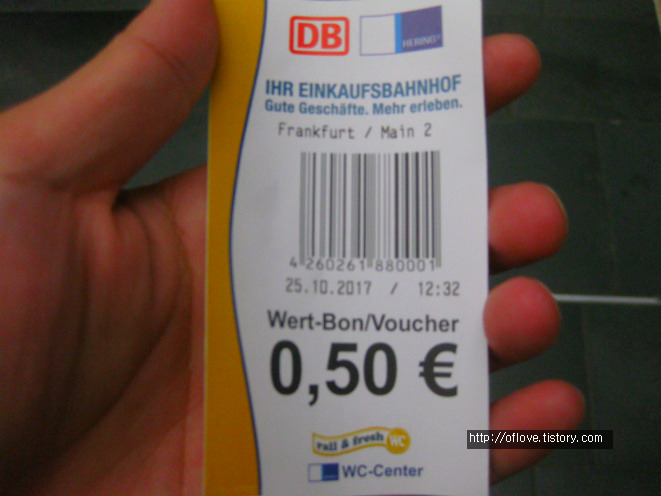 DB HERING
IHR EINKAUFSBAHNHOF
Gute Geschäfte. Mehr erleben.
Frankfurt / Main 2
4 260261 880001
25.10.2017 / 12:32
Wert-Bon/Voucher
0,50 €
rail & fresh WC
WC-Center
http://oflove.tistory.com